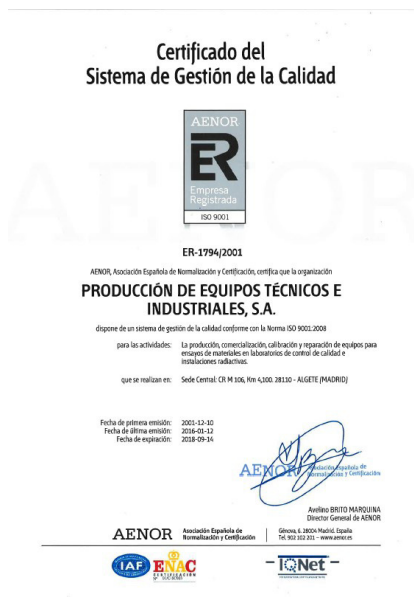 Certificado del
Sistema de Gestión de la Calidad
AENOR
ER
Empresa
Registrada
ISO 9001
ER-1794/2001
AENOR, Asociación Española de Normalización y Certificación, certifica que la organización
PRODUCCIÓN DE EQUIPOS TÉCNICOS E
INDUSTRIALES, S.A.
dispone de un sistema de gestión de la calidad conforme con la Norma ISO 9001:2008
para las actividades: La producción, comercialización, calibración y reparación de equipos para
ensayos de materiales en laboratorios de control de calidad e
instalaciones radiactivas.
que se realizan en: Sede Central: CR M 106, Km 4,100. 28110 - ALGETE (MADRID)
Fecha de primera emisión: 2001-12-10
Fecha de última emisión: 2016-01-12
Fecha de expiración: 2018-09-14
AENOR Asociación Española de
Normalización y Certificación
Avelino BRITO MARQUINA
Director General de AENOR
AENOR Asociación Española de
Normalización y Certificación
Génova, 6. 28004 Madrid. España
Tel. 902 102 201 – www.aenor.es
IAF
ENAC
CERTIFICACIÓN
IQNet